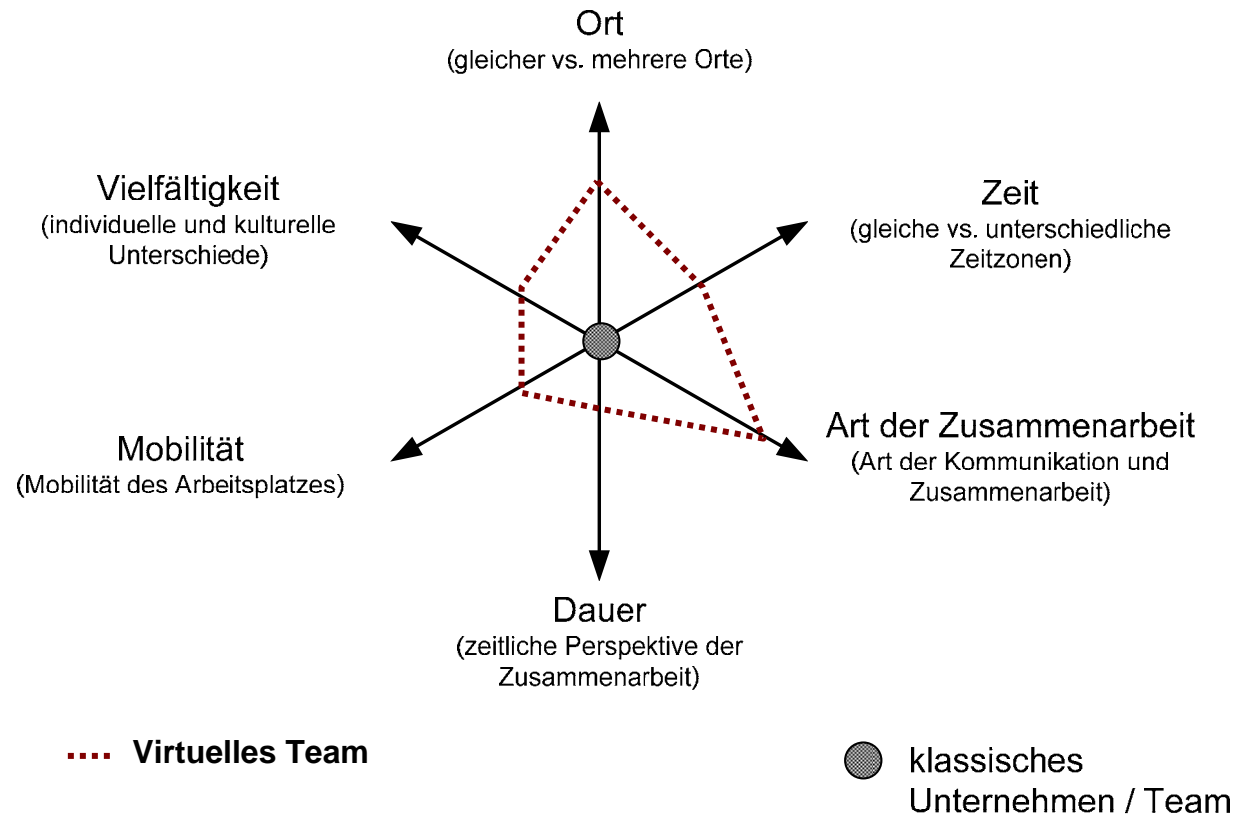 Ort
(gleicher vs. mehrere Orte)
Vielfältigkeit
(individuelle und kulturelle
Unterschiede)
Zeit
(gleiche vs. unterschiedliche
Zeitzonen)
Mobilität
(Mobilität des Arbeitsplatzes)
Art der Zusammenarbeit
(Art der Kommunikation und
Zusammenarbeit)
Dauer
(zeitliche Perspektive der
Zusammenarbeit)
Virtuelles Team
klassisches
Unternehmen / Team